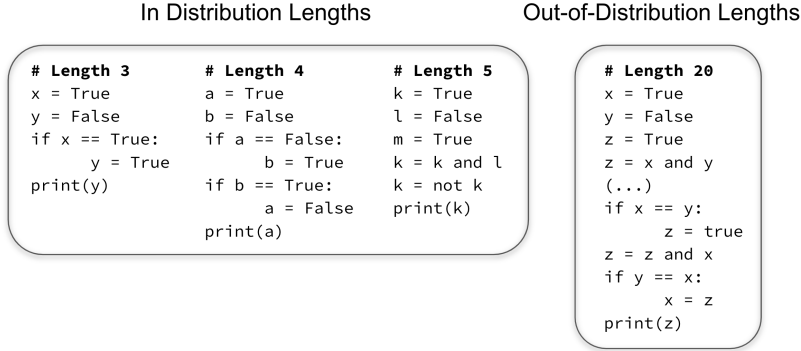 In Distribution Lengths
# Length 3
x = True
y = False
if x == True:
      y = True
print(y)
# Length 4
a = True
b = False
if a == False:
      b = True
if b == True:
      a = False
print(a)
# Length 5
k = True
l = False
m = True
k = k and l
k = not k
print(k)
Out-of-Distribution Lengths
# Length 20
x = True
y = False
z = True
z = x and y
(...)
if x == y:
      z = true
z = z and x
if y == x:
      x = z
print(z)